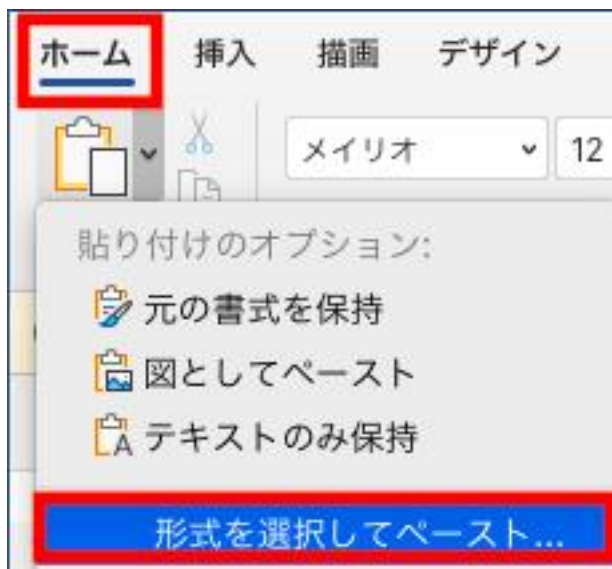 ホーム 挿入 描画 デザイン
メイリオ 12
貼り付けのオプション:
元の書式を保持
図としてペースト
A テキストのみ保持
形式を選択してペースト...